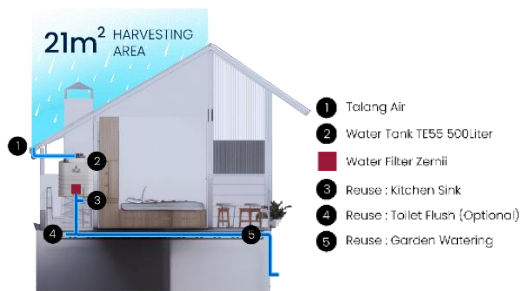 21m² HARVESTING
AREA
1 Talang Air
2 Water Tank TE55 500Liter
Water Filter Zernii
3 Reuse : Kitchen Sink
4 Reuse : Toilet Flush (Optional)
5 Reuse : Garden Watering
1
2
3
4
5